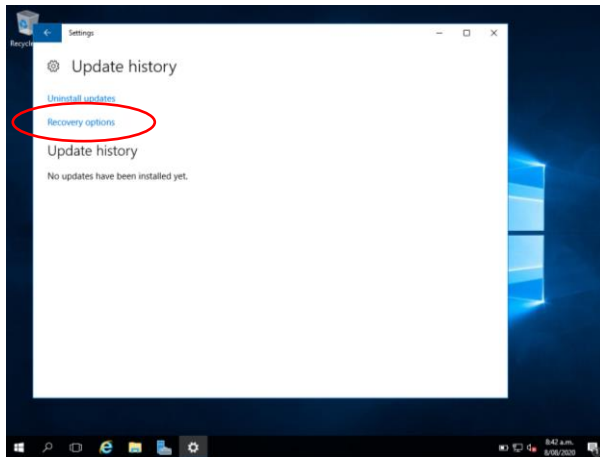 Settings
Recycle
Update history
Uninstall updates
Recovery options
Update history
No updates have been installed yet.
8:42 a.m.
8/08/2020